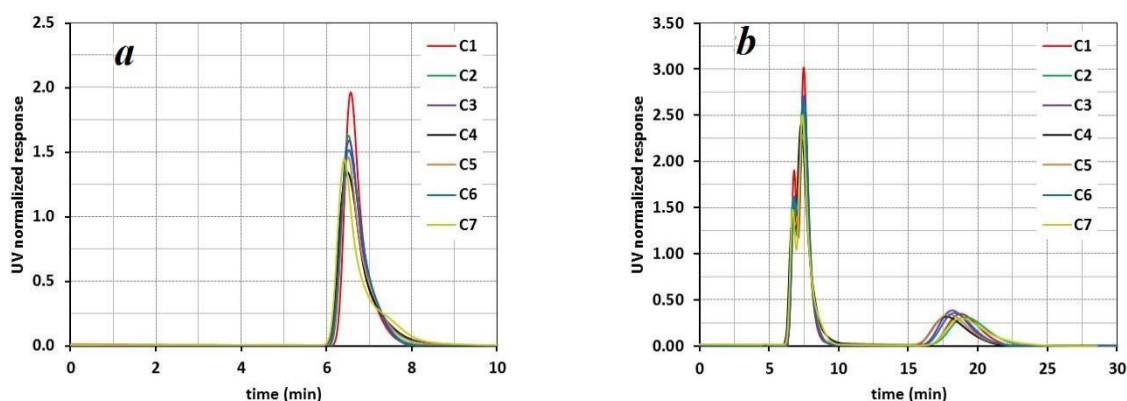 a
2.5
2.0
1.5
1.0
0.5
0.0
UV normalized response
0 2 4 6 8 10
time (min)
C1
C2
C3
C4
C5
C6
C7
b
3.50
3.00
2.50
2.00
1.50
1.00
0.50
0.00
UV normalized response
0 5 10 15 20 25 30
time (min)
C1
C2
C3
C4
C5
C6
C7